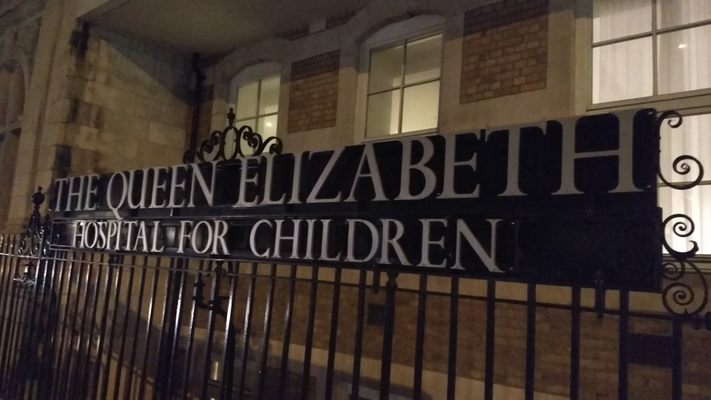 THE QUEEN ELIZABETH
HOSPITAL FOR CHILDREN